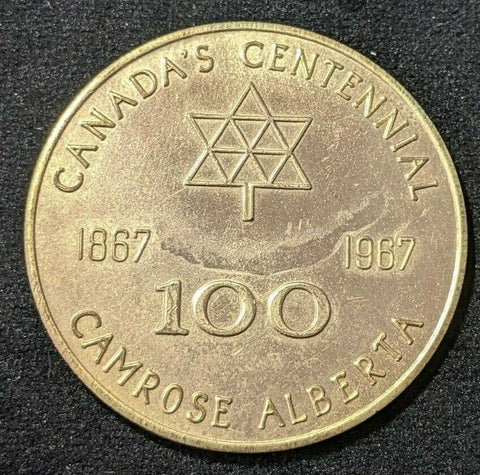 CANADA'S CENTENNIAL
1867 1967
100
CAMROSE ALBERTA